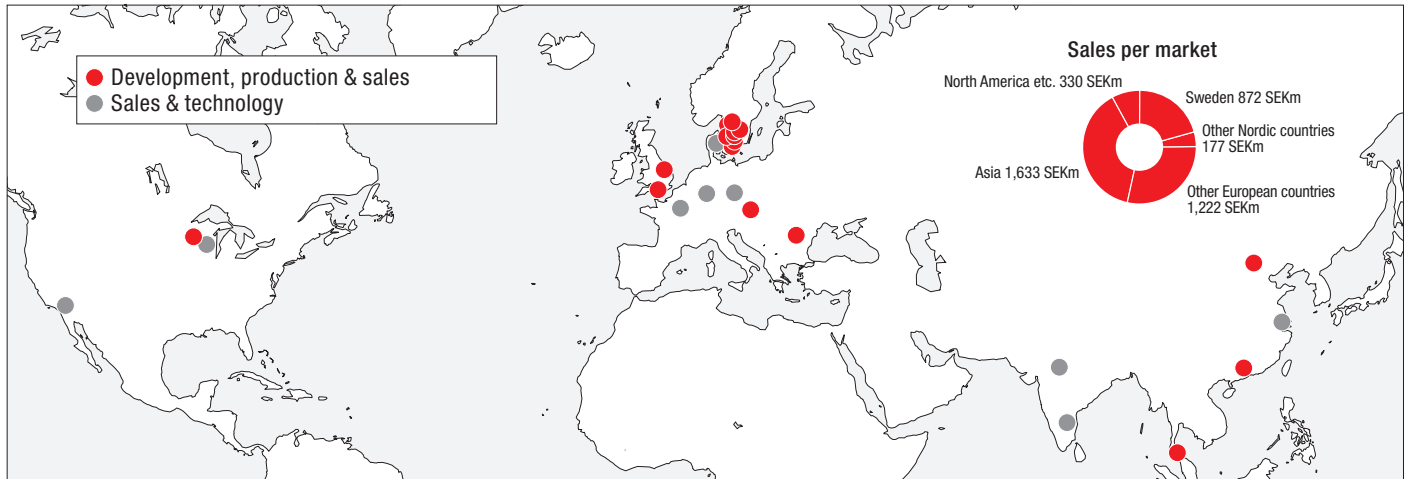 Development, production & sales
Sales & technology
Sales per market
North America etc. 330 SEKm
Sweden 872 SEKm
Other Nordic countries
177 SEKm
Asia 1,633 SEKm
Other European countries
1,222 SEKm